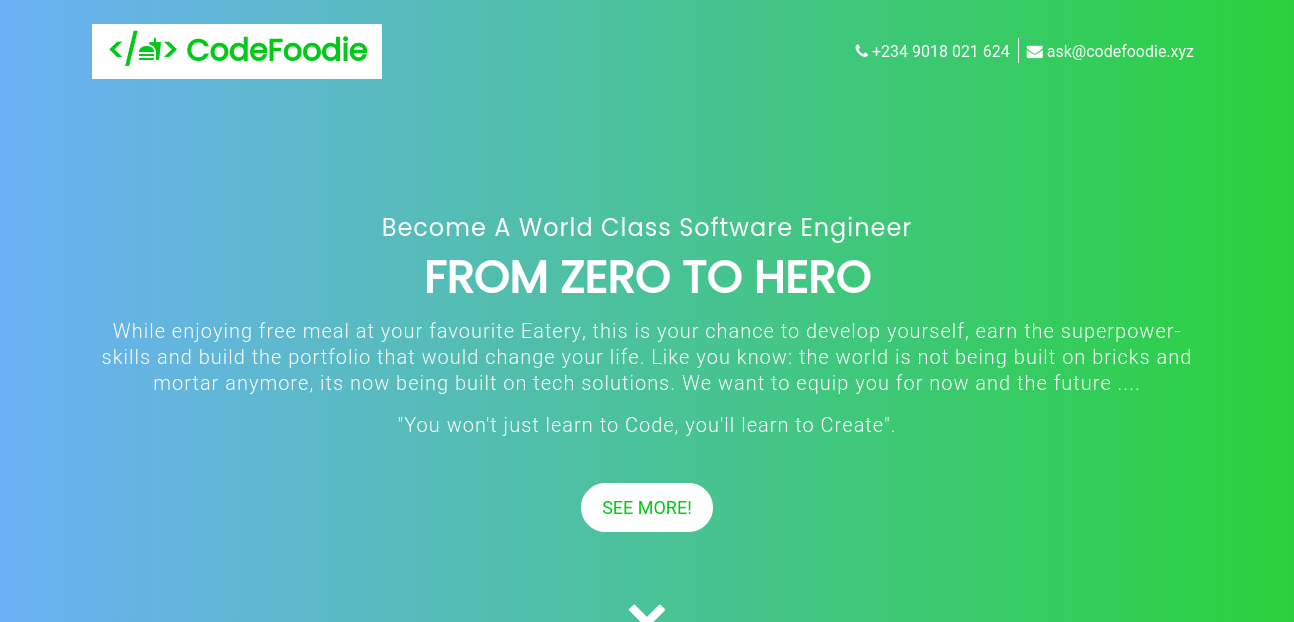 </> CodeFoodie
+234 9018 021 624 ask@codefoodie.xyz
Become A World Class Software Engineer
FROM ZERO TO HERO
While enjoying free meal at your favourite Eatery, this is your chance to develop yourself, earn the superpower-
skills and build the portfolio that would change your life. Like you know: the world is not being built on bricks and
mortar anymore, its now being built on tech solutions. We want to equip you for now and the future ....
"You won't just learn to Code, you'll learn to Create".
SEE MORE!